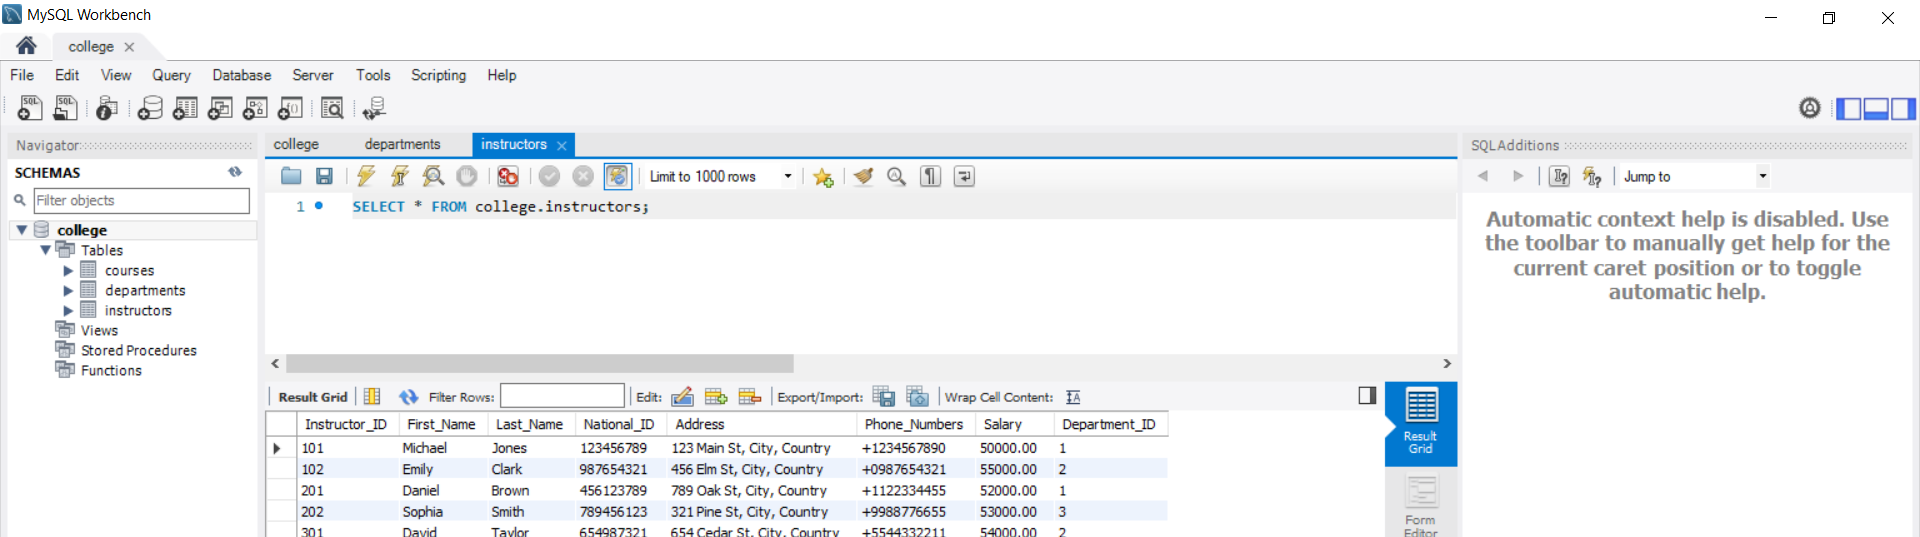 MySQL Workbench
college
File Edit View Query Database Server Tools Scripting Help
Navigator
SCHEMAS
Filter objects
college
Tables
courses
departments
instructors
Views
Stored Procedures
Functions
college departments instructors
Limit to 1000 rows
1 SELECT * FROM college.instructors;
Result Grid Filter Rows: Edit: Export/Import: Wrap Cell Content:
Instructor_ID First_Name Last_Name National_ID Address Phone_Numbers Salary Department_ID
101 Michael Jones 123456789 123 Main St, City, Country +1234567890 50000.00 1
102 Emily Clark 987654321 456 Elm St, City, Country +0987654321 55000.00 2
201 Daniel Brown 456123789 789 Oak St, City, Country +1122334455 52000.00 1
202 Sophia Smith 789456123 321 Pine St, City, Country +9988776655 53000.00 3
301 David Taylor 654987321 654 Cedar St, City, Country +5544332211 54000.00 2
Result
Grid
Form
Editor
SQLAdditions
Jump to
Automatic context help is disabled. Use
the toolbar to manually get help for the
current caret position or to toggle
automatic help.